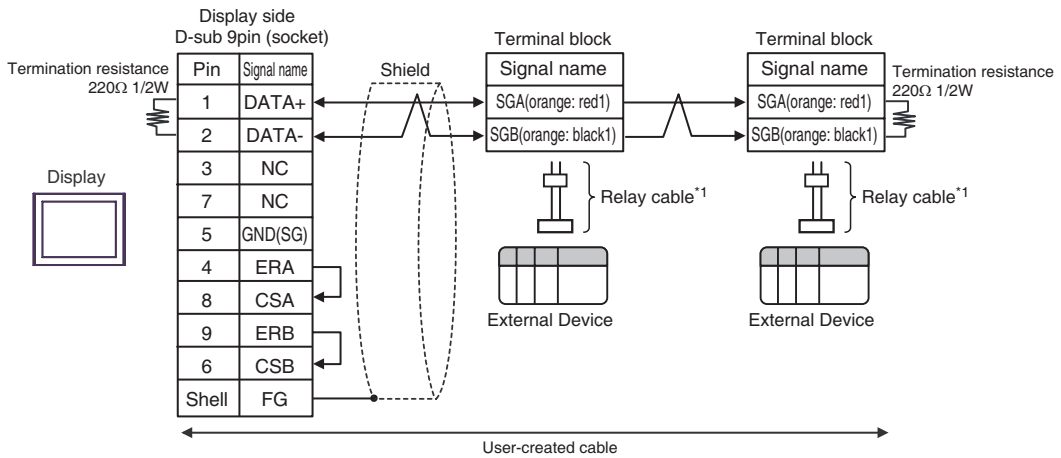 Display side
D-sub 9pin (socket)
Termination resistance
220Ω 1/2W
Pin Signal name
1 DATA+
2 DATA-
3 NC
7 NC
5 GND(SG)
4 ERA
8 CSA
9 ERB
6 CSB
Shell FG
Display
Shield
Terminal block
Signal name
SGA(orange: red1)
SGB(orange: black1)
Relay cable*1
External Device
Terminal block
Signal name
SGA(orange: red1)
SGB(orange: black1)
Termination resistance
220Ω 1/2W
Relay cable*1
External Device
User-created cable